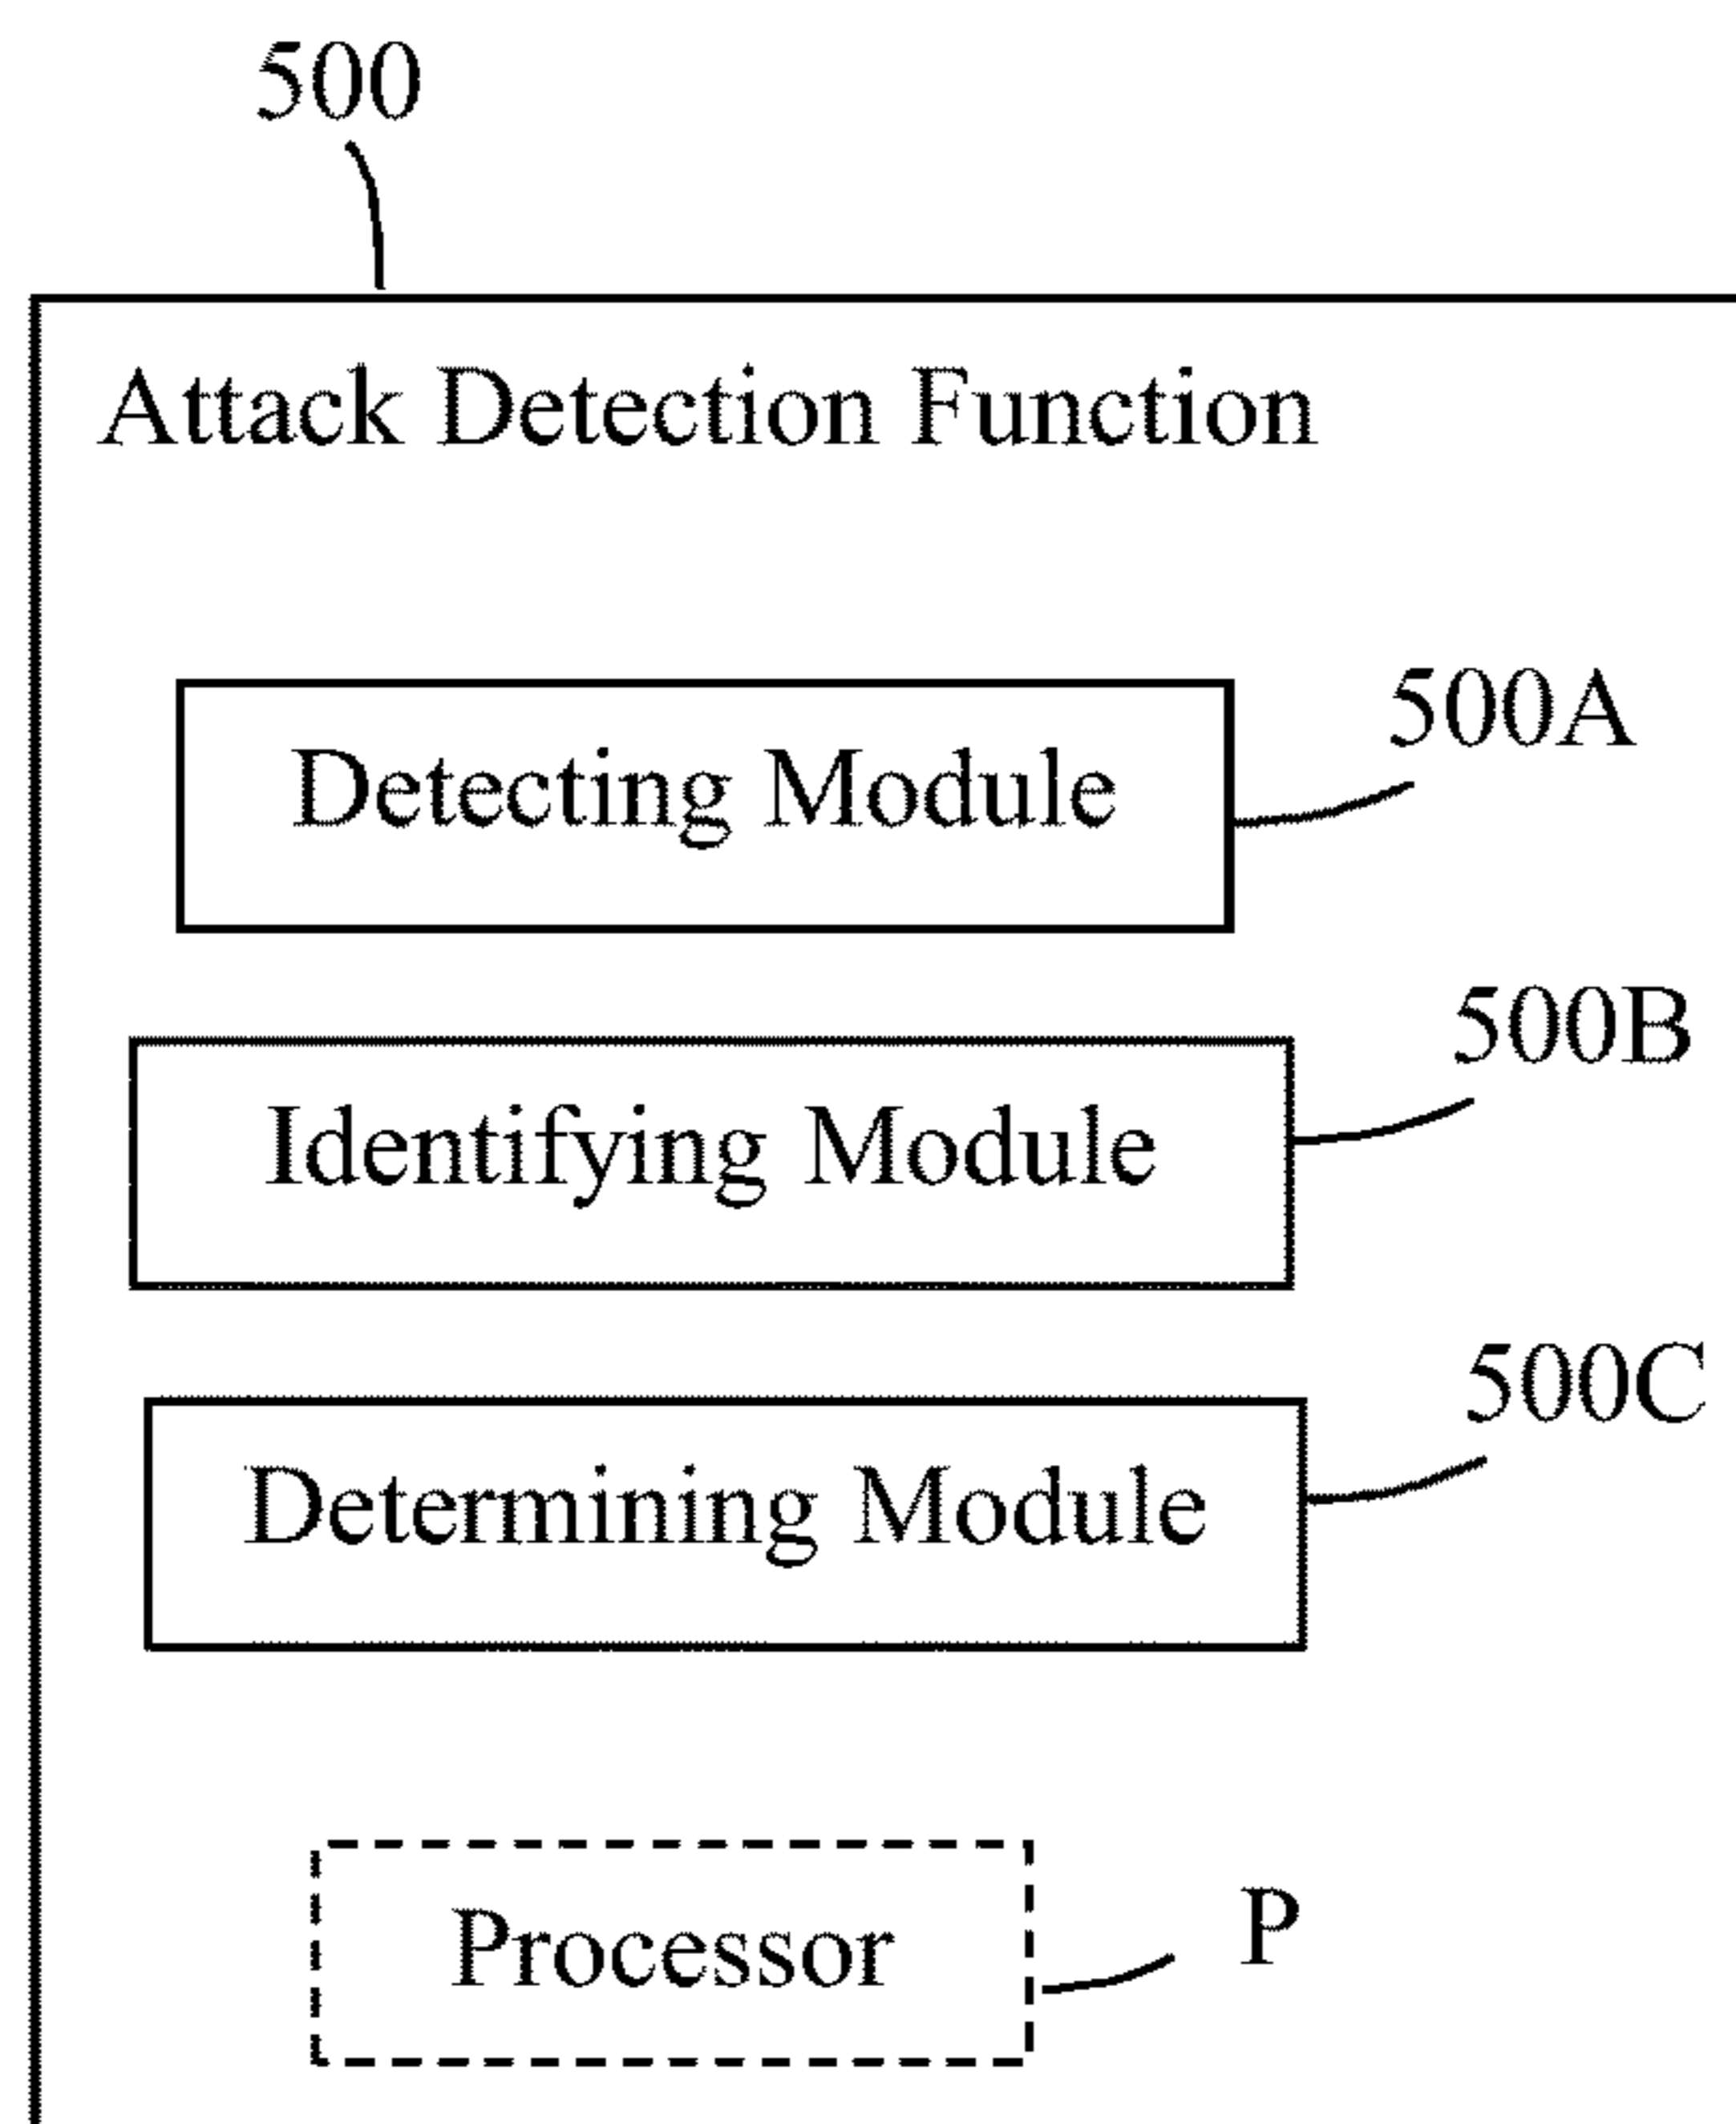 500
Attack Detection Function
500A
Detecting Module
500B
Identifying Module
500C
Determining Module
P
Processor